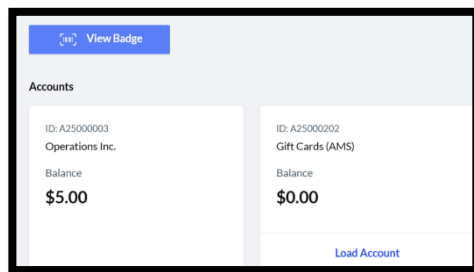 View Badge
Accounts
ID: A25000003
Operations Inc.
Balance
$5.00
ID: A25000202
Gift Cards (AMS)
Balance
$0.00
Load Account